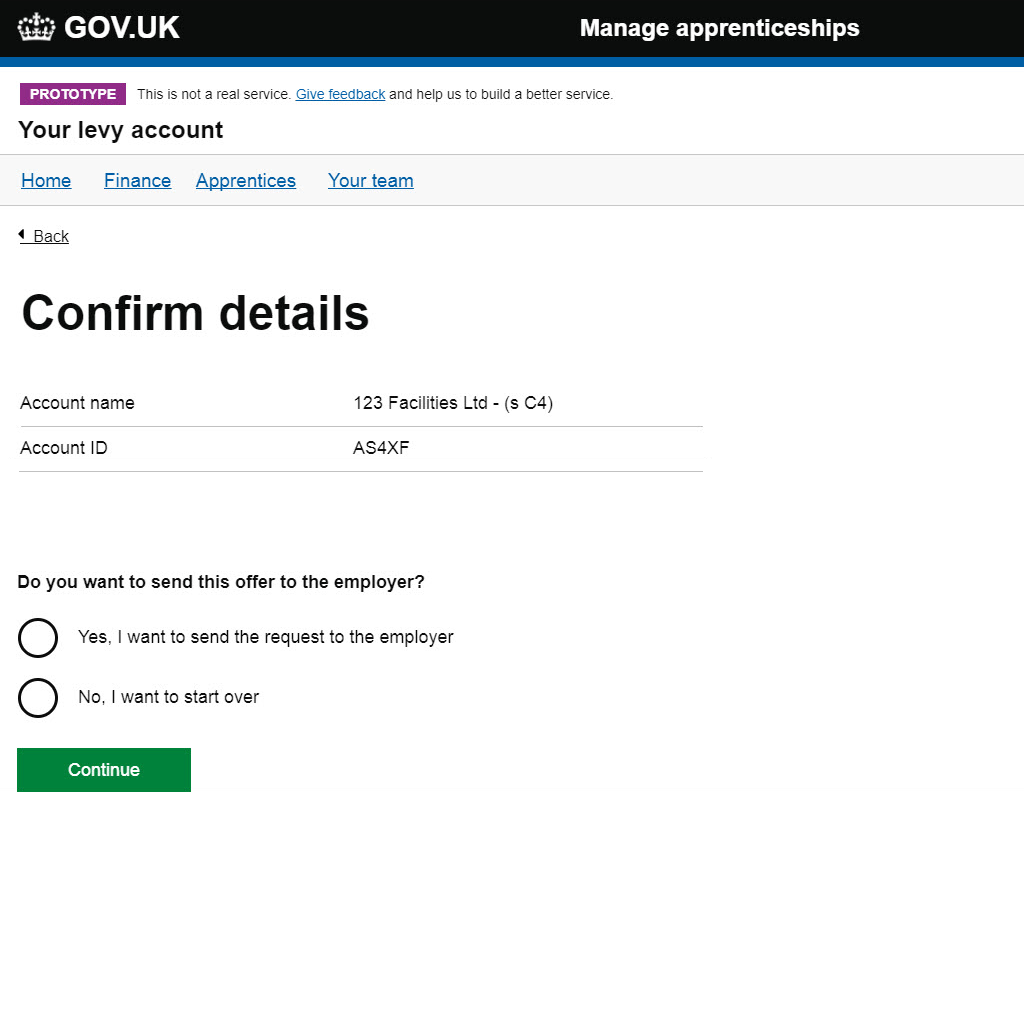 GOV.UK Manage apprenticeships
PROTOTYPE This is not a real service. Give feedback and help us to build a better service.
Your levy account
Home Finance Apprentices Your team
Back
Confirm details
Account name 123 Facilities Ltd - (s C4)
Account ID AS4XF
Do you want to send this offer to the employer?
Yes, I want to send the request to the employer
No, I want to start over
Continue